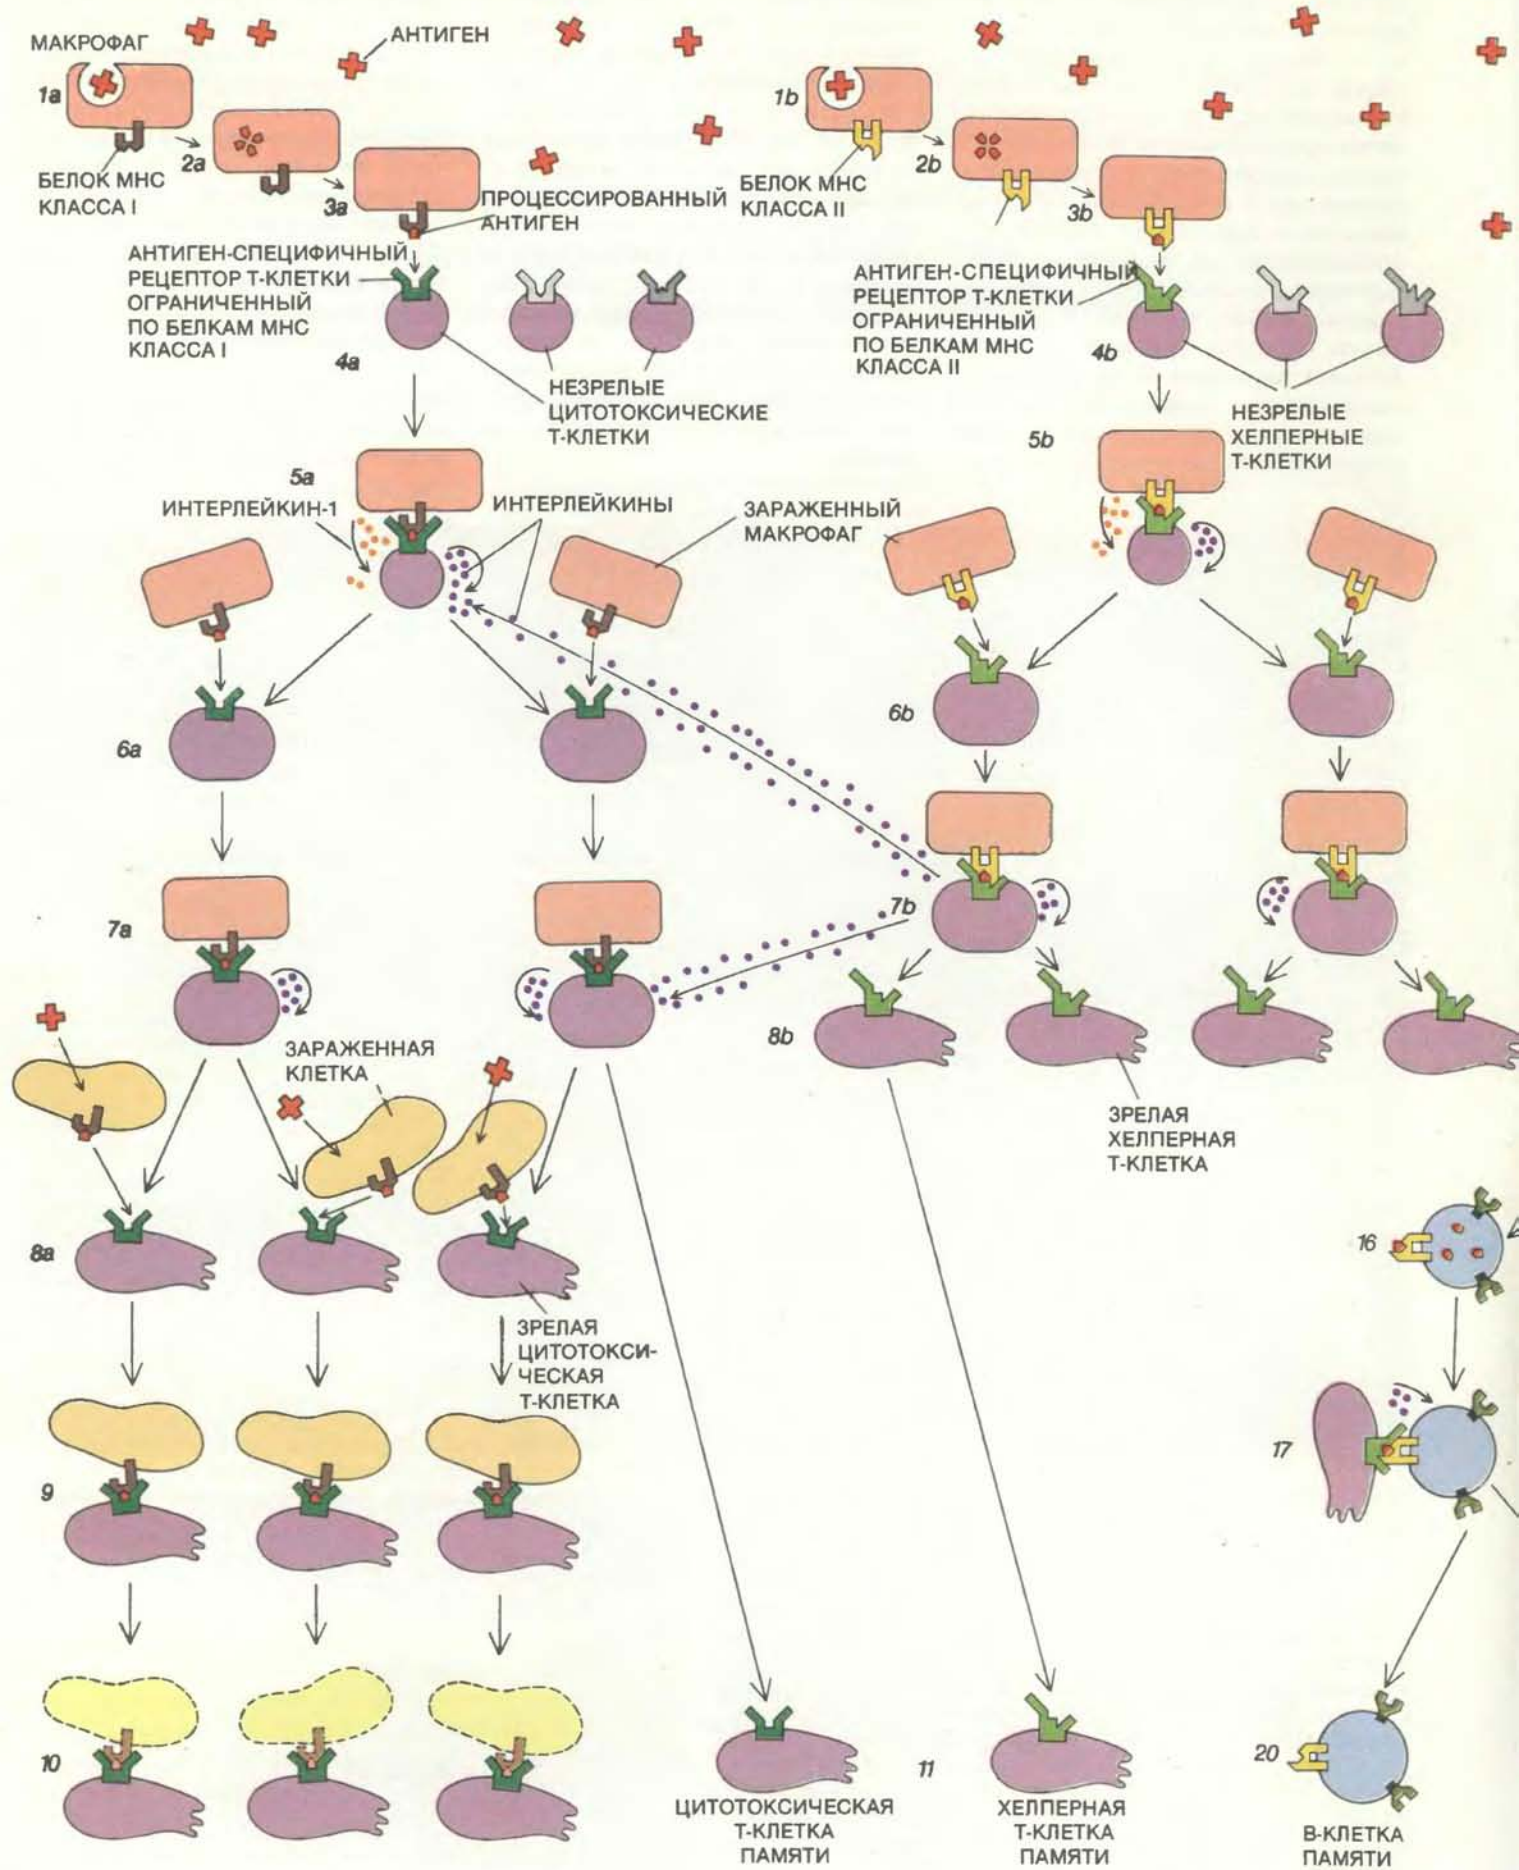 МАКРОФАГ
АНТИГЕН
1a
1b
2a
2b
БЕЛОК МНС
КЛАССА I
БЕЛОК МНС
КЛАССА II
3a
3b
ПРОЦЕССИРОВАННЫЙ
АНТИГЕН
АНТИГЕН-СПЕЦИФИЧНЫЙ
РЕЦЕПТОР Т-КЛЕТКИ
ОГРАНИЧЕННЫЙ
ПО БЕЛКАМ МНС
КЛАССА I
АНТИГЕН-СПЕЦИФИЧНЫЙ
РЕЦЕПТОР Т-КЛЕТКИ
ОГРАНИЧЕННЫЙ
ПО БЕЛКАМ МНС
КЛАССА II
4a
4b
НЕЗРЕЛЫЕ
ЦИТОТОКСИЧЕСКИЕ
Т-КЛЕТКИ
НЕЗРЕЛЫЕ
ХЕЛПЕРНЫЕ
Т-КЛЕТКИ
5a
5b
ИНТЕРЛЕЙКИН-1
ИНТЕРЛЕЙКИНЫ
ЗАРАЖЕННЫЙ
МАКРОФАГ
6a
6b
7a
7b
ЗАРАЖЕННАЯ
КЛЕТКА
8b
ЗРЕЛАЯ
ХЕЛПЕРНАЯ
Т-КЛЕТКА
8a
16
ЗРЕЛАЯ
ЦИТОТОКСИ-
ЧЕСКАЯ
Т-КЛЕТКА
9
17
10
11
20
ЦИТОТОКСИЧЕСКАЯ
Т-КЛЕТКА
ПАМЯТИ
ХЕЛПЕРНАЯ
Т-КЛЕТКА
ПАМЯТИ
В-КЛЕТКА
ПАМЯТИ